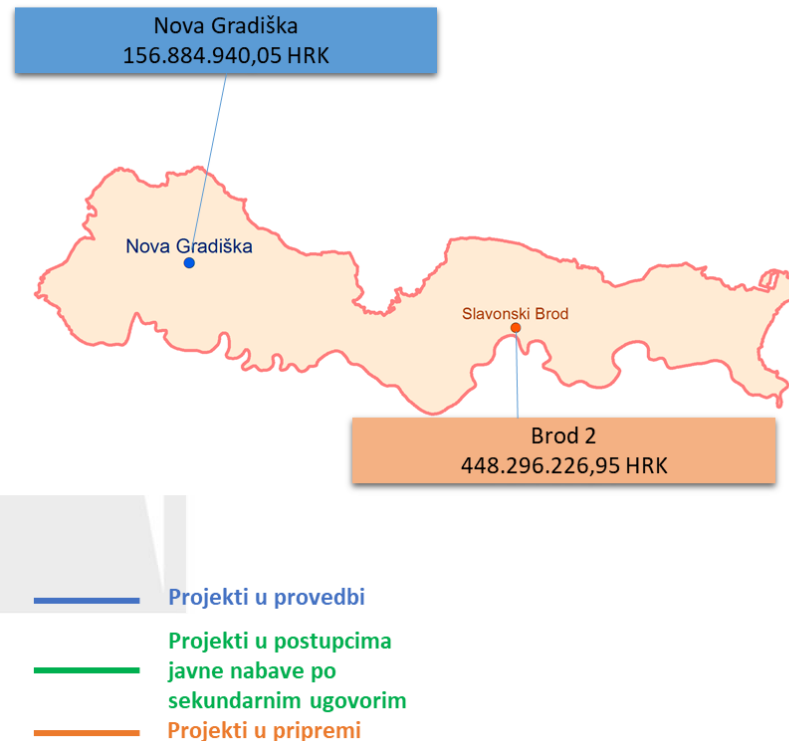 Nova Gradiška
156.884.940,05 HRK
Nova Gradiška
Slavonski Brod
Brod 2
448.296.226,95 HRK
Projekti u provedbi
Projekti u postupcima
javne nabave po
sekundarnim ugovorim
Projekti u pripremi